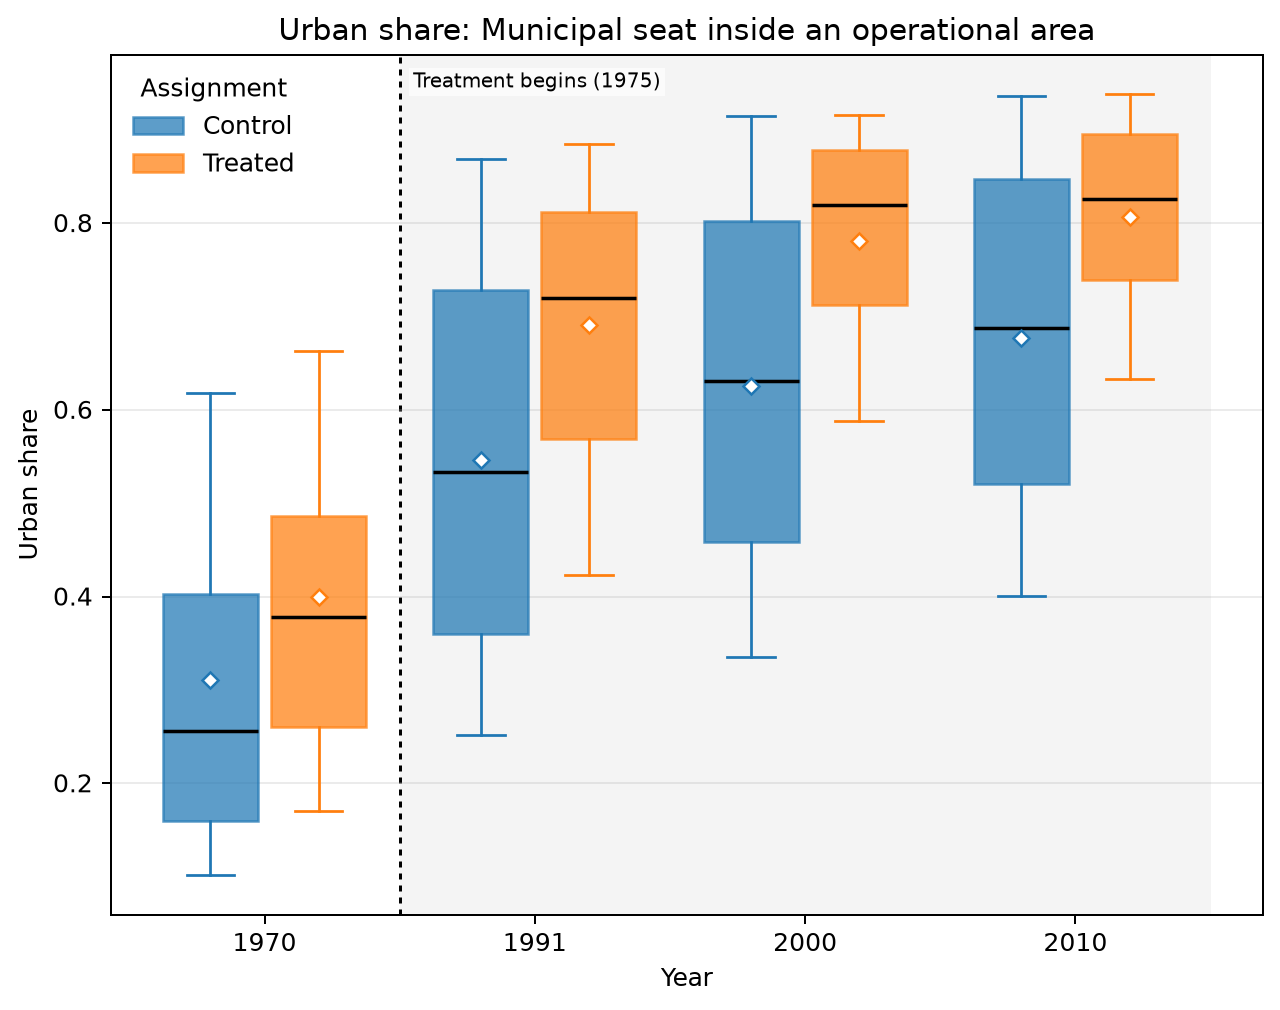 Urban share: Municipal seat inside an operational area
Treatment begins (1975)
Assignment
Control
Treated
Urban share
0.8
0.6
0.4
0.2
1970
1991
2000
2010
Year